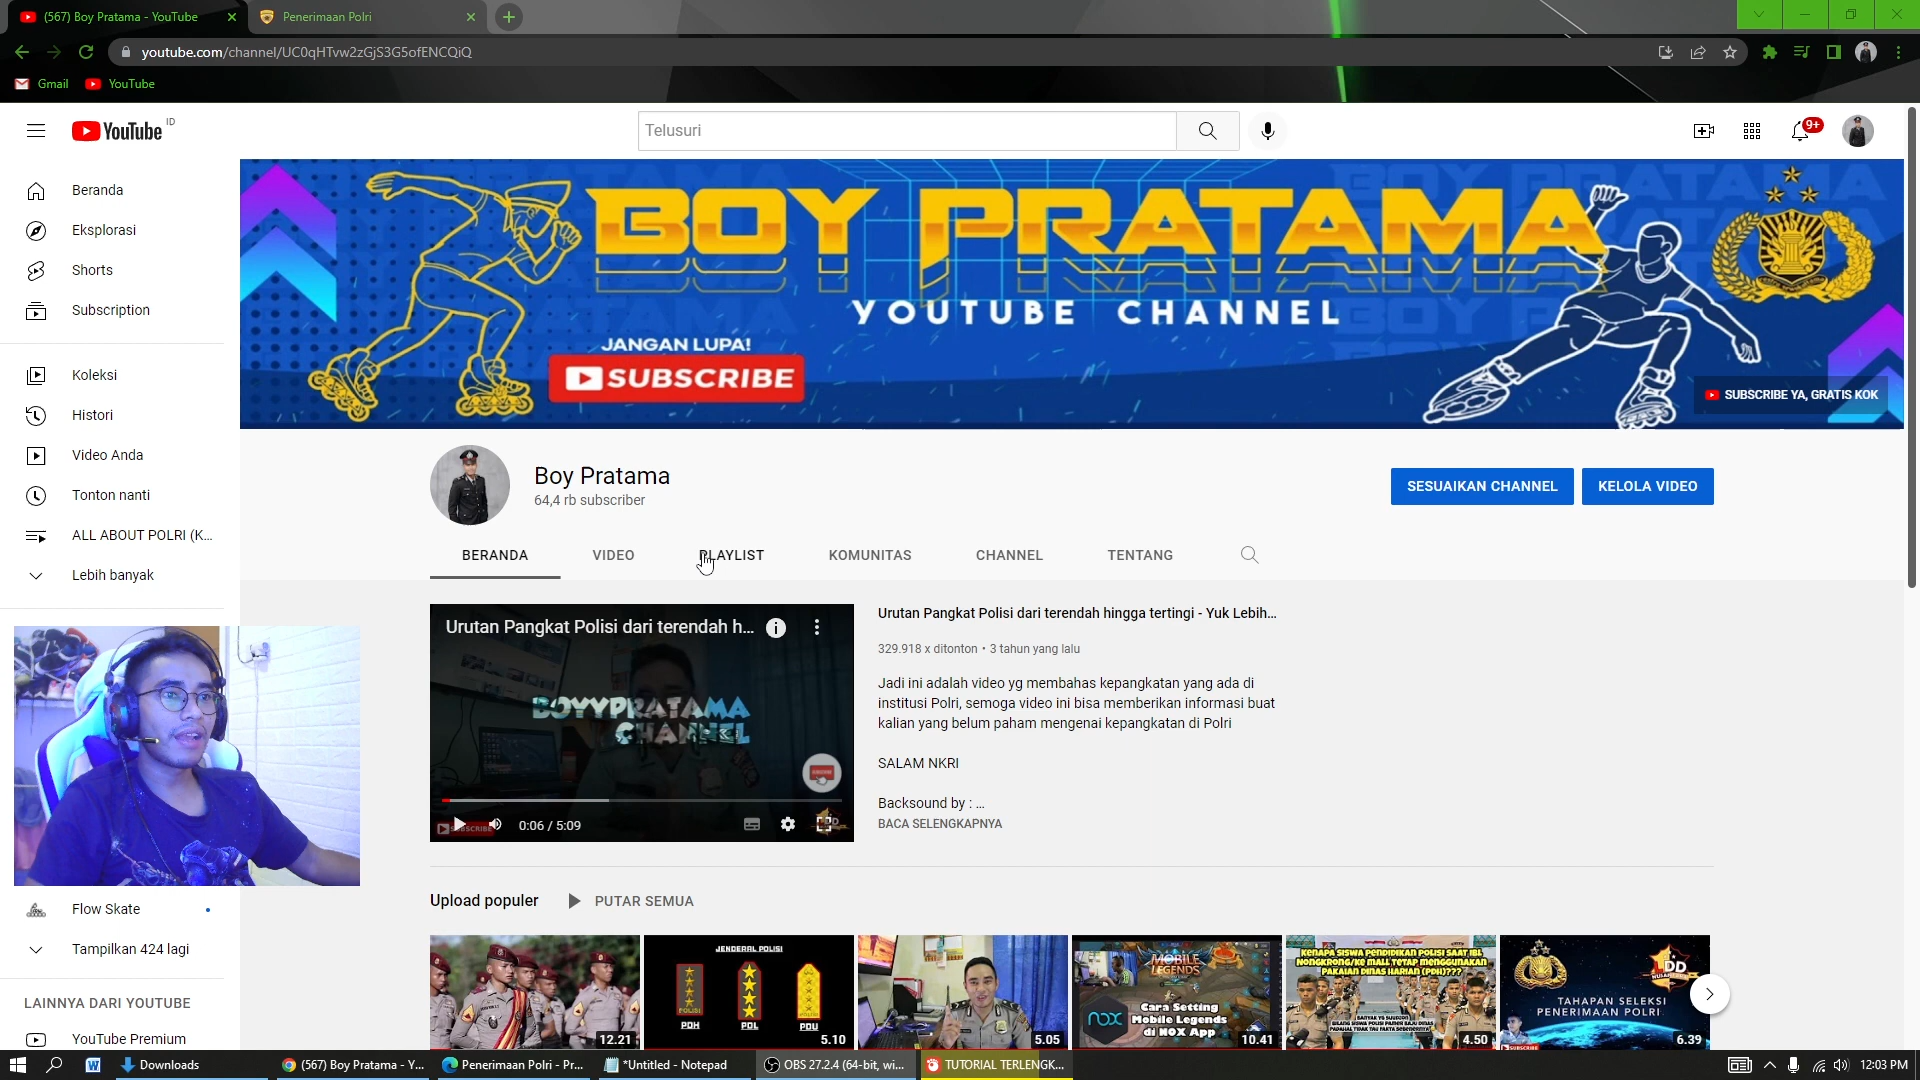 (567) Boy Pratama - YouTube
Penerimaan Polri
youtube.com/channel/UC0qHTvw2zGjS3G5ofENCQiQ
Gmail
YouTube
YouTube ID
Telusuri
9+
Beranda
Eksplorasi
Shorts
Subscription
Koleksi
Histori
Video Anda
Tonton nanti
ALL ABOUT POLRI (K...
Lebih banyak
BOY PRATAMA
YOUTUBE CHANNEL
JANGAN LUPA!
SUBSCRIBE
SUBSCRIBE YA, GRATIS KOK
Boy Pratama
64,4 rb subscriber
SESUAIKAN CHANNEL
KELOLA VIDEO
BERANDA
VIDEO
PLAYLIST
KOMUNITAS
CHANNEL
TENTANG
Urutan Pangkat Polisi dari terendah h...
BOYYPRATAMA
CHANNEL
SUBSCRIBE
0:06 / 5:09
Urutan Pangkat Polisi dari terendah hingga tertingi - Yuk Lebih...
329.918 x ditonton • 3 tahun yang lalu
Jadi ini adalah video yg membahas kepangkatan yang ada di
institusi Polri, semoga video ini bisa memberikan informasi buat
kalian yang belum paham mengenai kepangkatan di Polri
SALAM NKRI
Backsound by : ...
BACA SELENGKAPNYA
Upload populer
PUTAR SEMUA
12.21
JENDERAL POLISI
PDH
PDL
PDU
5.10
5.05
MOBILE
LEGENDS
Cara Setting
Mobile Legends
di NOX App
nox
10.41
KENAPA SISWA PENDIDIKAN POLISI SAAT IBL
NONGKRONG/KE MALL TETAP MENGGUNAKAN
PAKAIAN DINAS HARIAN (PDH)???
4.50
TAHAPAN SELEKSI
PENERIMAAN POLRI
6.39
Flow Skate
Tampilkan 424 lagi
LAINNYA DARI YOUTUBE
YouTube Premium
Downloads
(567) Boy Pratama - Y...
Penerimaan Polri - Pr...
*Untitled - Notepad
OBS 27.2.4 (64-bit, wi...
TUTORIAL TERLENGK...
12:03 PM